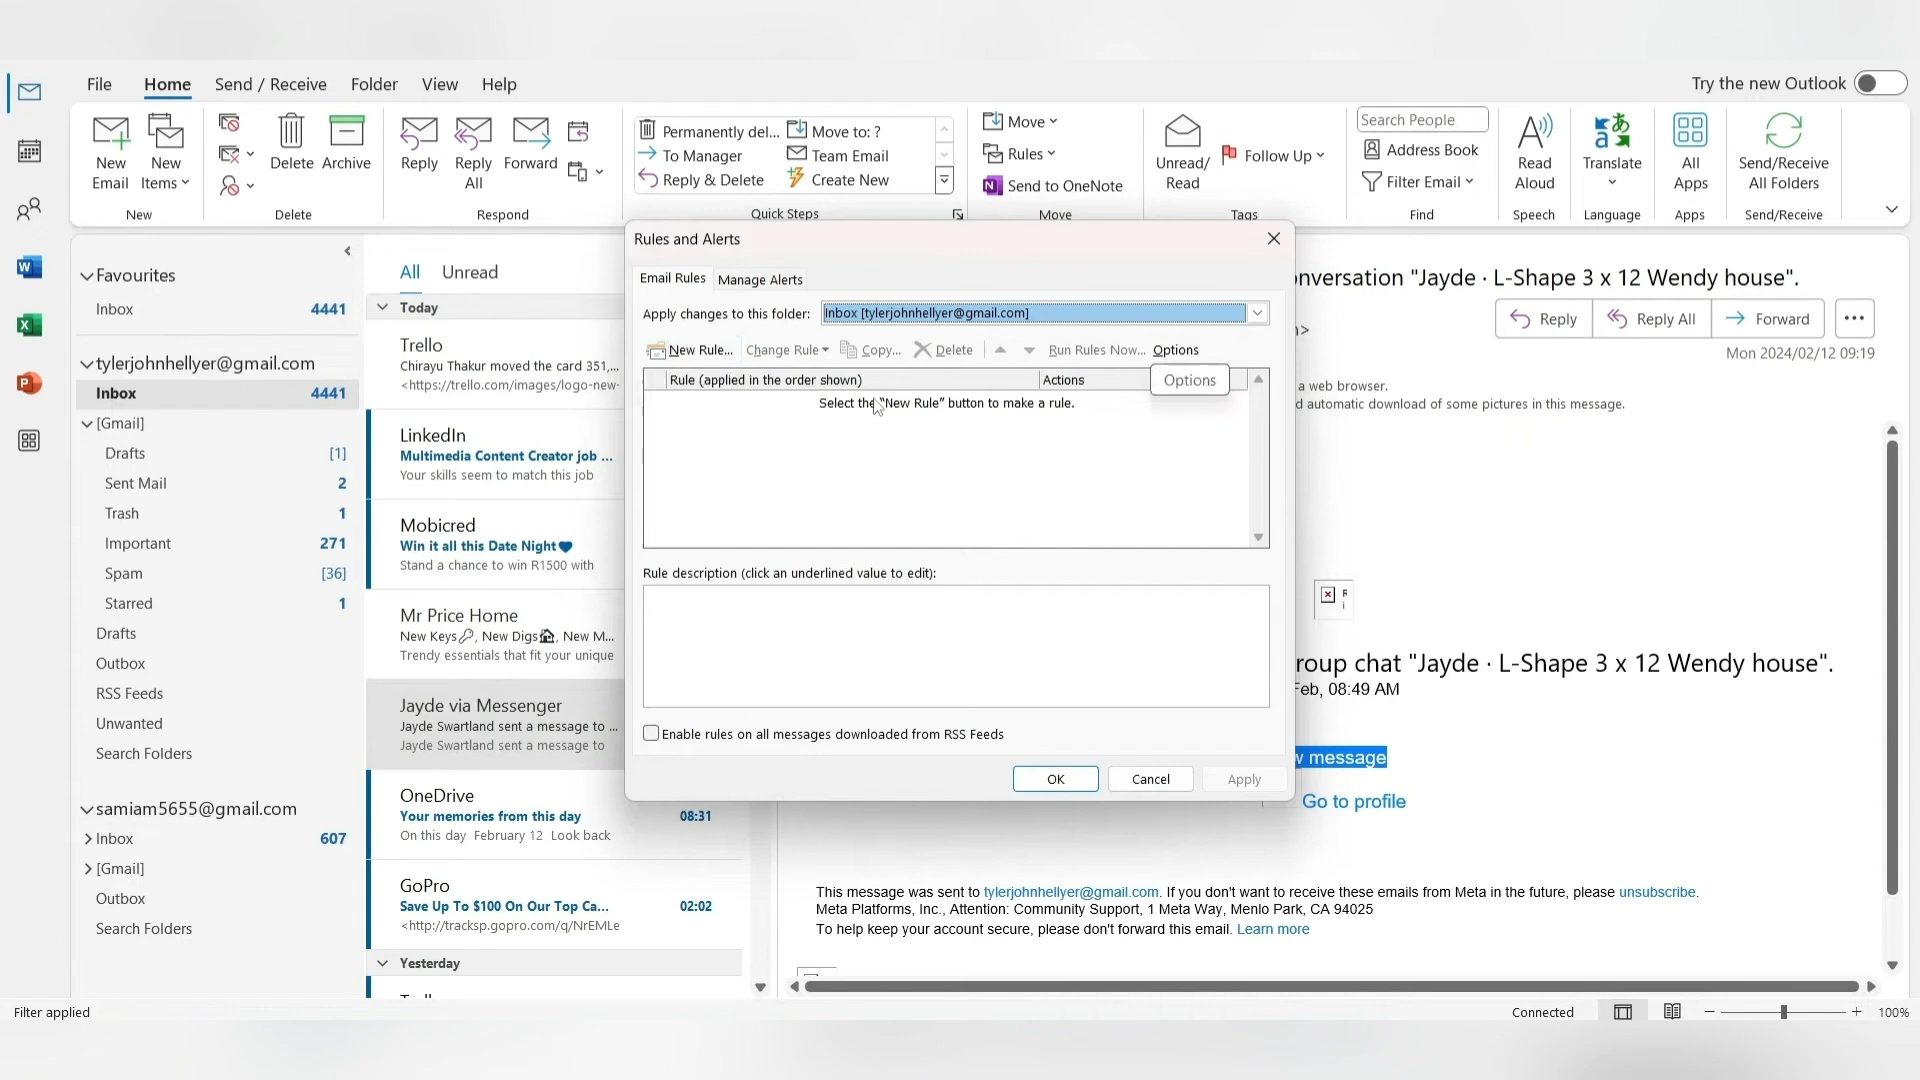 File Home Send / Receive Folder View Help
Try the new Outlook
New Email
New Items
New
Delete
Archive
Delete
Reply
Reply All
Forward
Respond
Permanently del...
To Manager
Reply & Delete
Move to: ?
Team Email
Create New
Quick Steps
Move
Rules
Send to OneNote
Move
Unread/ Read
Follow Up
Tags
Search People
Address Book
Filter Email
Find
Read Aloud
Speech
Translate
Language
All Apps
Apps
Send/Receive All Folders
Send/Receive
Favourites
Inbox 4441
tylerjohnhellyer@gmail.com
Inbox 4441
[Gmail]
Drafts [1]
Sent Mail 2
Trash 1
Important 271
Spam [36]
Starred 1
Drafts
Outbox
RSS Feeds
Unwanted
Search Folders
samiam5655@gmail.com
Inbox 607
[Gmail]
Outbox
Search Folders
All Unread
Today
Trello
Chirayu Thakur moved the card 351,...
<https://trello.com/images/logo-new-
LinkedIn
Multimedia Content Creator job ...
Your skills seem to match this job
Mobicred
Win it all this Date Night
Stand a chance to win R1500 with
Mr Price Home
New Keys🔑, New Digs🏠, New M...
Trendy essentials that fit your unique
Jayde via Messenger
Jayde Swartland sent a message to ...
Jayde Swartland sent a message to
OneDrive
Your memories from this day 08:31
On this day February 12 Look back
GoPro
Save Up To $100 On Our Top Ca... 02:02
<http://tracksp.gopro.com/q/NrEMLe
Yesterday
Rules and Alerts
Email Rules Manage Alerts
Apply changes to this folder: Inbox [tylerjohnhellyer@gmail.com]
New Rule... Change Rule Copy... Delete Run Rules Now... Options
Rule (applied in the order shown) Actions
Options
Select the "New Rule" button to make a rule.
Rule description (click an underlined value to edit):
Enable rules on all messages downloaded from RSS Feeds
OK Cancel Apply
"Jayde · L-Shape 3 x 12 Wendy house".
Reply Reply All Forward
Mon 2024/02/12 09:19
a web browser.
automatic download of some pictures in this message.
chat "Jayde · L-Shape 3 x 12 Wendy house".
Feb, 08:49 AM
message
Go to profile
This message was sent to tylerjohnhellyer@gmail.com. If you don't want to receive these emails from Meta in the future, please unsubscribe.
Meta Platforms, Inc., Attention: Community Support, 1 Meta Way, Menlo Park, CA 94025
To help keep your account secure, please don't forward this email. Learn more
Filter applied
Connected
100%